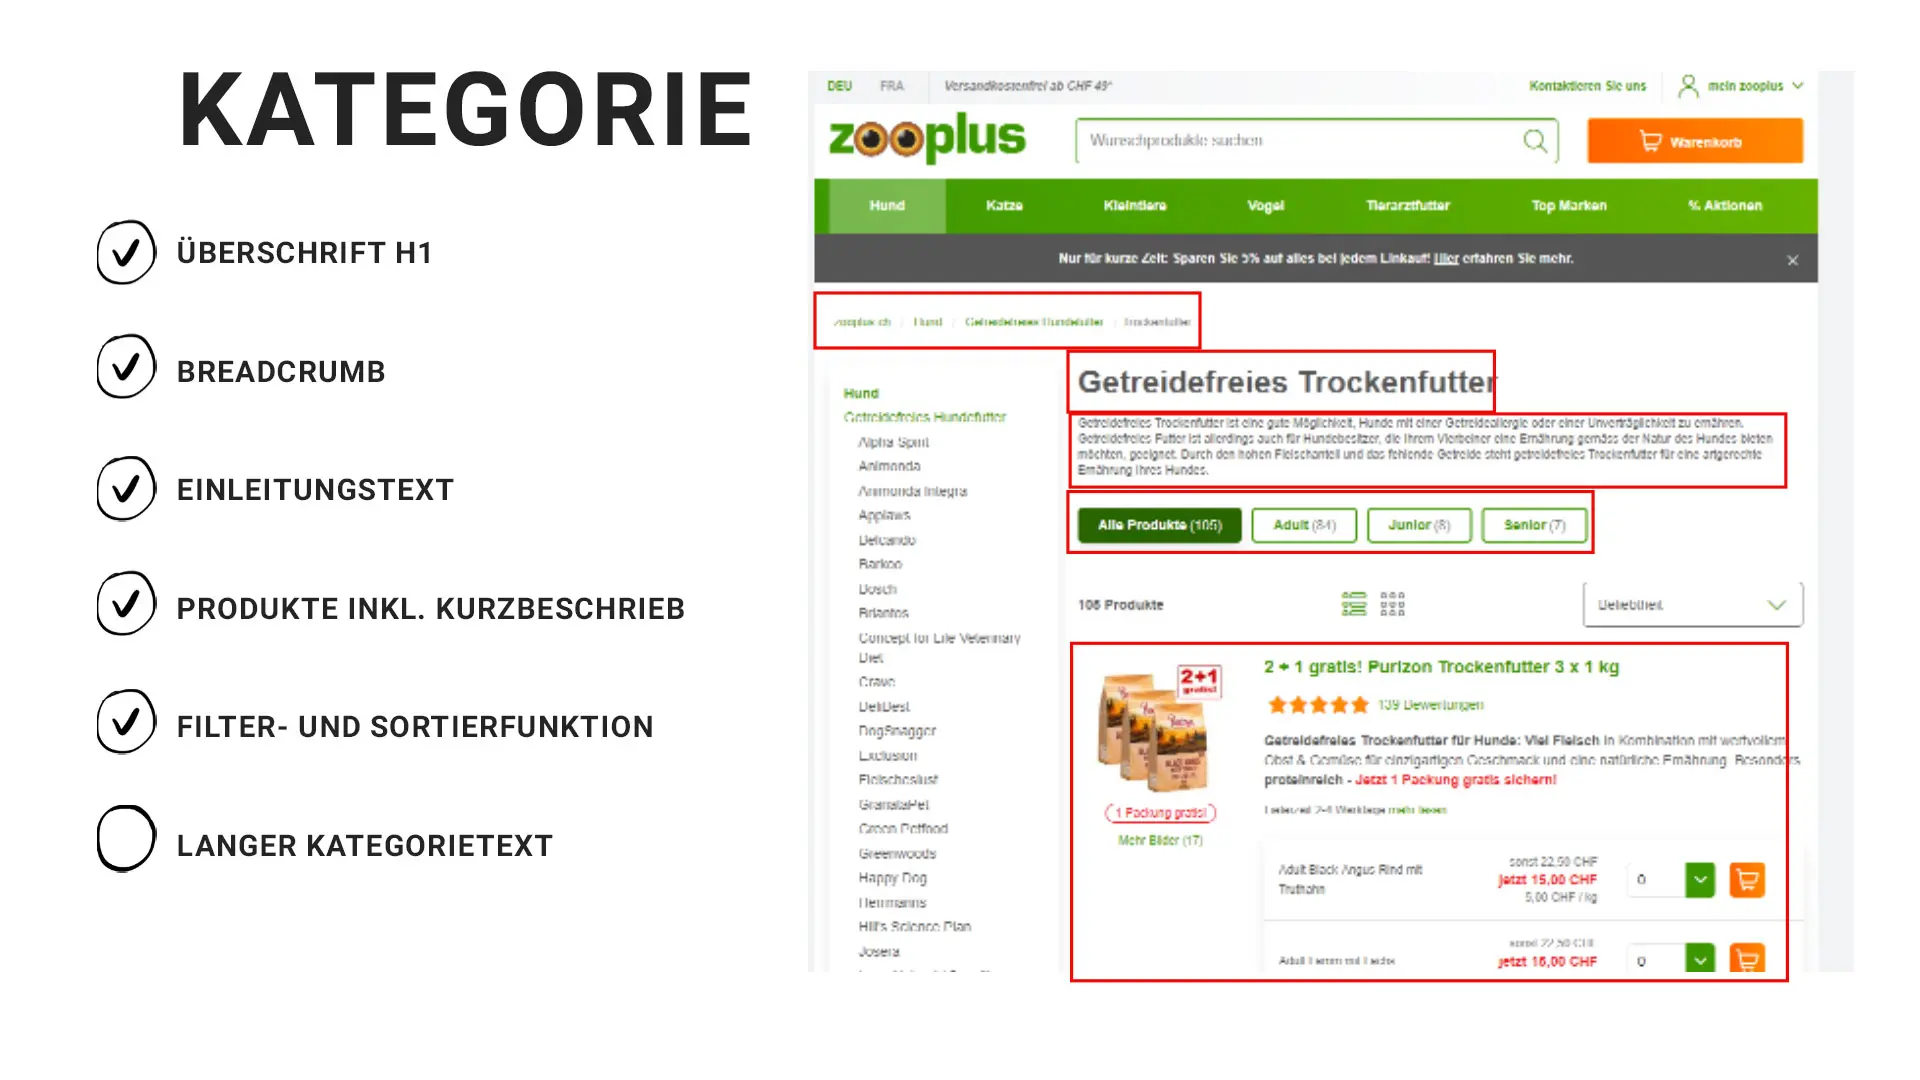 KATEGORIE
ÜBERSCHRIFT H1
BREADCRUMB
EINLEITUNGSTEXT
PRODUKTE INKL. KURZBESCHRIEB
FILTER- UND SORTIERFUNKTION
LANGER KATEGORIETEXT
DEU FRA Versandkostenfrei ab CHF 49*
Kontaktieren Sie uns mein zooplus
zooplus
Wunschprodukte suchen
Warenkorb
Hund Katze Kleintiere Vogel Tierarztfutter Top Marken % Aktionen
Nur für kurze Zeit: Sparen Sie 5% auf alles bei jedem Einkauf! Hier erfahren Sie mehr.
zooplus.ch / Hund / Getreidefreies Hundefutter / Trockenfutter
Hund
Getreidefreies Hundefutter
Alpha Spirit
Animonda
Animonda Integra
Applaws
Belcando
Barkoo
Bosch
Briantos
Concept for Life Veterinary
Diet
Crave
DeliBest
DogSnagger
Exclusion
Fleischeslust
GranataPet
Green Petfood
Greenwoods
Happy Dog
Herrmanns
Hill's Science Plan
Josera
Getreidefreies Trockenfutter
Getreidefreies Trockenfutter ist eine gute Möglichkeit, Hunde mit einer Getreideallergie oder einer Unverträglichkeit zu ernähren.
Getreidefreies Futter ist allerdings auch für Hundebesitzer, die ihrem Vierbeiner eine Ernährung gemäss der Natur des Hundes bieten
möchten, geeignet. Durch den hohen Fleischanteil und das fehlende Getreide steht getreidefreies Trockenfutter für eine artgerechte
Ernährung Ihres Hundes.
Alle Produkte (105) Adult (84) Junior (8) Senior (7)
105 Produkte
Beliebtheit
2+1
gratis!
1 Packung gratis!
Mehr Bilder (17)
2 + 1 gratis! Purizon Trockenfutter 3 x 1 kg
139 Bewertungen
Getreidefreies Trockenfutter für Hunde: Viel Fleisch in Kombination mit wertvollem
Obst & Gemüse für einzigartigen Geschmack und eine natürliche Ernährung. Besonders
proteinreich - Jetzt 1 Packung gratis sichern!
Lieferzeit 2-4 Werktage mehr lesen
Adult Black Angus Rind mit
Truthahn
sonst 22,50 CHF
jetzt 15,00 CHF
5,00 CHF / kg
0
Adult Lamm mit Lachs
sonst 22,50 CHF
jetzt 15,00 CHF
0